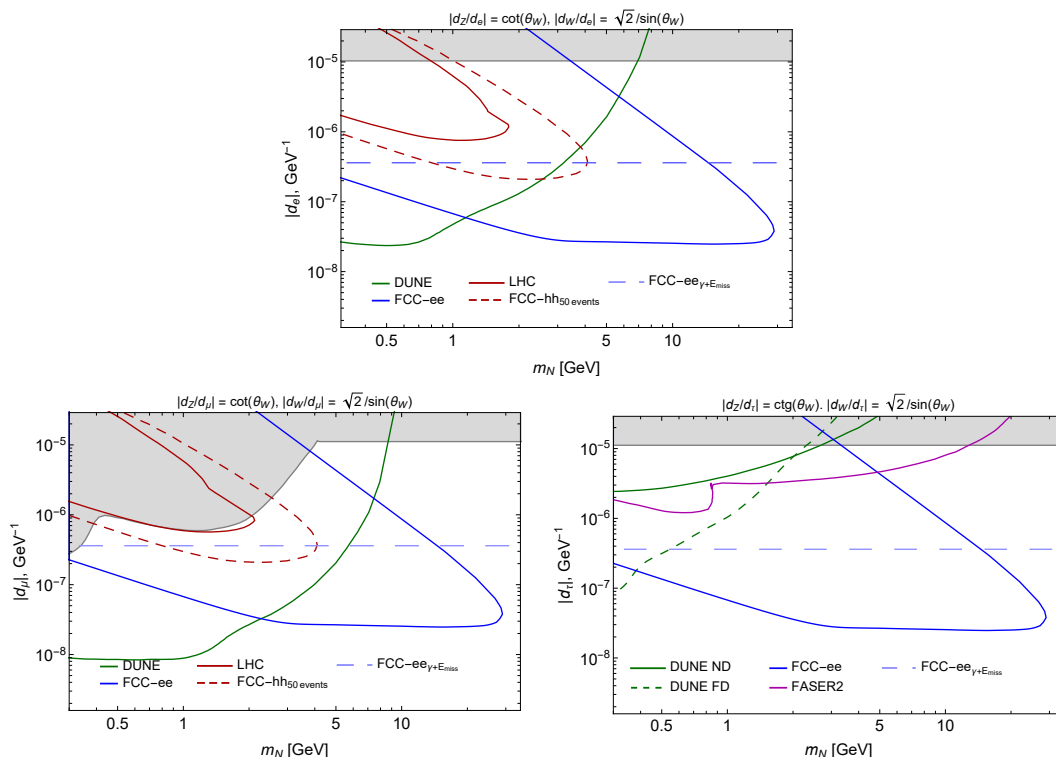 |d_Z/d_e| = cot(θ_W), |d_W/d_e| = √2/sin(θ_W)
10⁻⁵
10⁻⁶
10⁻⁷
10⁻⁸
|d_e|, GeV⁻¹
DUNE
LHC
FCC-ee_γ+E_miss
FCC-ee
FCC-hh_50 events
0.5 1 5 10
m_N [GeV]
|d_Z/d_μ| = cot(θ_W), |d_W/d_μ| = √2/sin(θ_W)
10⁻⁵
10⁻⁶
10⁻⁷
10⁻⁸
|d_μ|, GeV⁻¹
DUNE
LHC
FCC-ee_γ+E_miss
FCC-ee
FCC-hh_50 events
0.5 1 5 10
m_N [GeV]
|d_Z/d_τ| = ctg(θ_W). |d_W/d_τ| = √2/sin(θ_W)
10⁻⁵
10⁻⁶
10⁻⁷
10⁻⁸
|d_τ|, GeV⁻¹
DUNE ND
FCC-ee
FCC-ee_γ+E_miss
DUNE FD
FASER2
0.5 1 5 10
m_N [GeV]